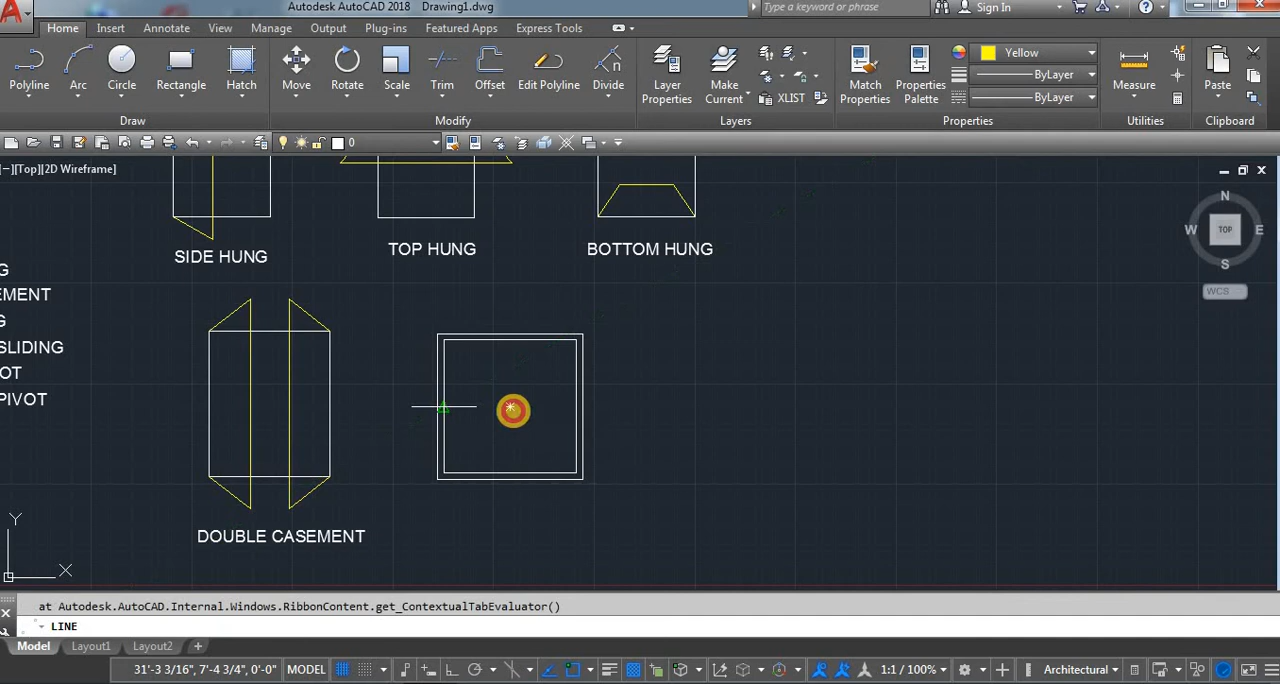 Autodesk AutoCAD 2018 Drawing1.dwg
Type a keyword or phrase
Sign In
Home Insert Annotate View Manage Output Plug-ins Featured Apps Express Tools
Polyline Arc Circle Rectangle Hatch
Move Rotate Scale Trim Offset Edit Polyline Divide
Layer Properties
Make Current
XLIST
Match Properties
Properties Palette
Yellow
ByLayer
ByLayer
Measure
Paste
Draw Modify Layers Properties Utilities Clipboard
0
[−][Top][2D Wireframe]
N
W TOP E
S
WCS
SIDE HUNG
TOP HUNG
BOTTOM HUNG
G
EMENT
G
SLIDING
OT
PIVOT
DOUBLE CASEMENT
Y
X
at Autodesk.AutoCAD.Internal.Windows.RibbonContent.get_ContextualTabEvaluator()
LINE
Model Layout1 Layout2 +
31'-3 3/16", 7'-4 3/4", 0'-0" MODEL 1:1 / 100% Architectural